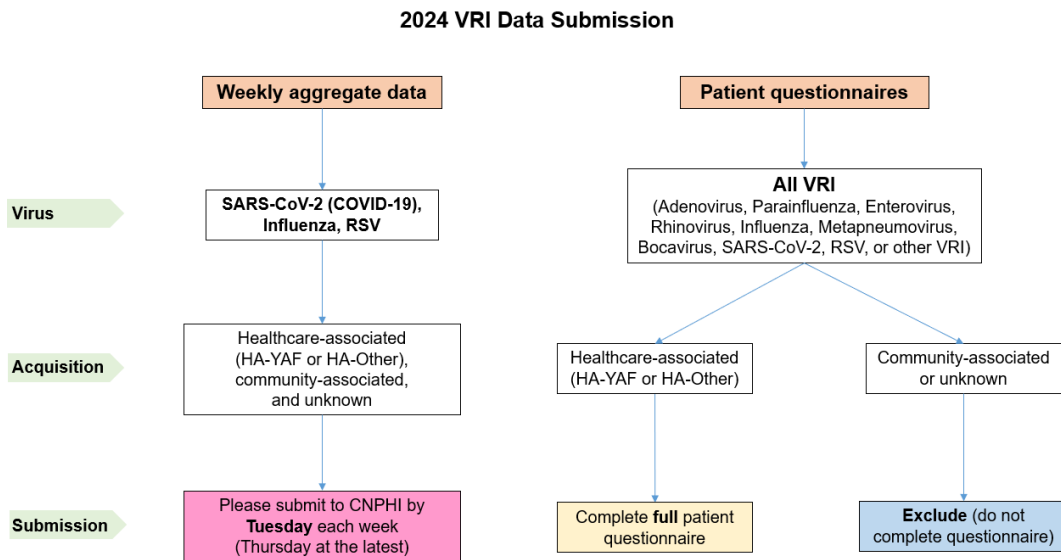 2024 VRI Data Submission
Weekly aggregate data
Patient questionnaires
Virus
SARS-CoV-2 (COVID-19),
Influenza, RSV
All VRI
(Adenovirus, Parainfluenza, Enterovirus,
Rhinovirus, Influenza, Metapneumovirus,
Bocavirus, SARS-CoV-2, RSV, or other VRI)
Acquisition
Healthcare-associated
(HA-YAF or HA-Other),
community-associated,
and unknown
Healthcare-associated
(HA-YAF or HA-Other)
Community-associated
or unknown
Submission
Please submit to CNPHI by
Tuesday each week
(Thursday at the latest)
Complete full patient
questionnaire
Exclude (do not
complete questionnaire)